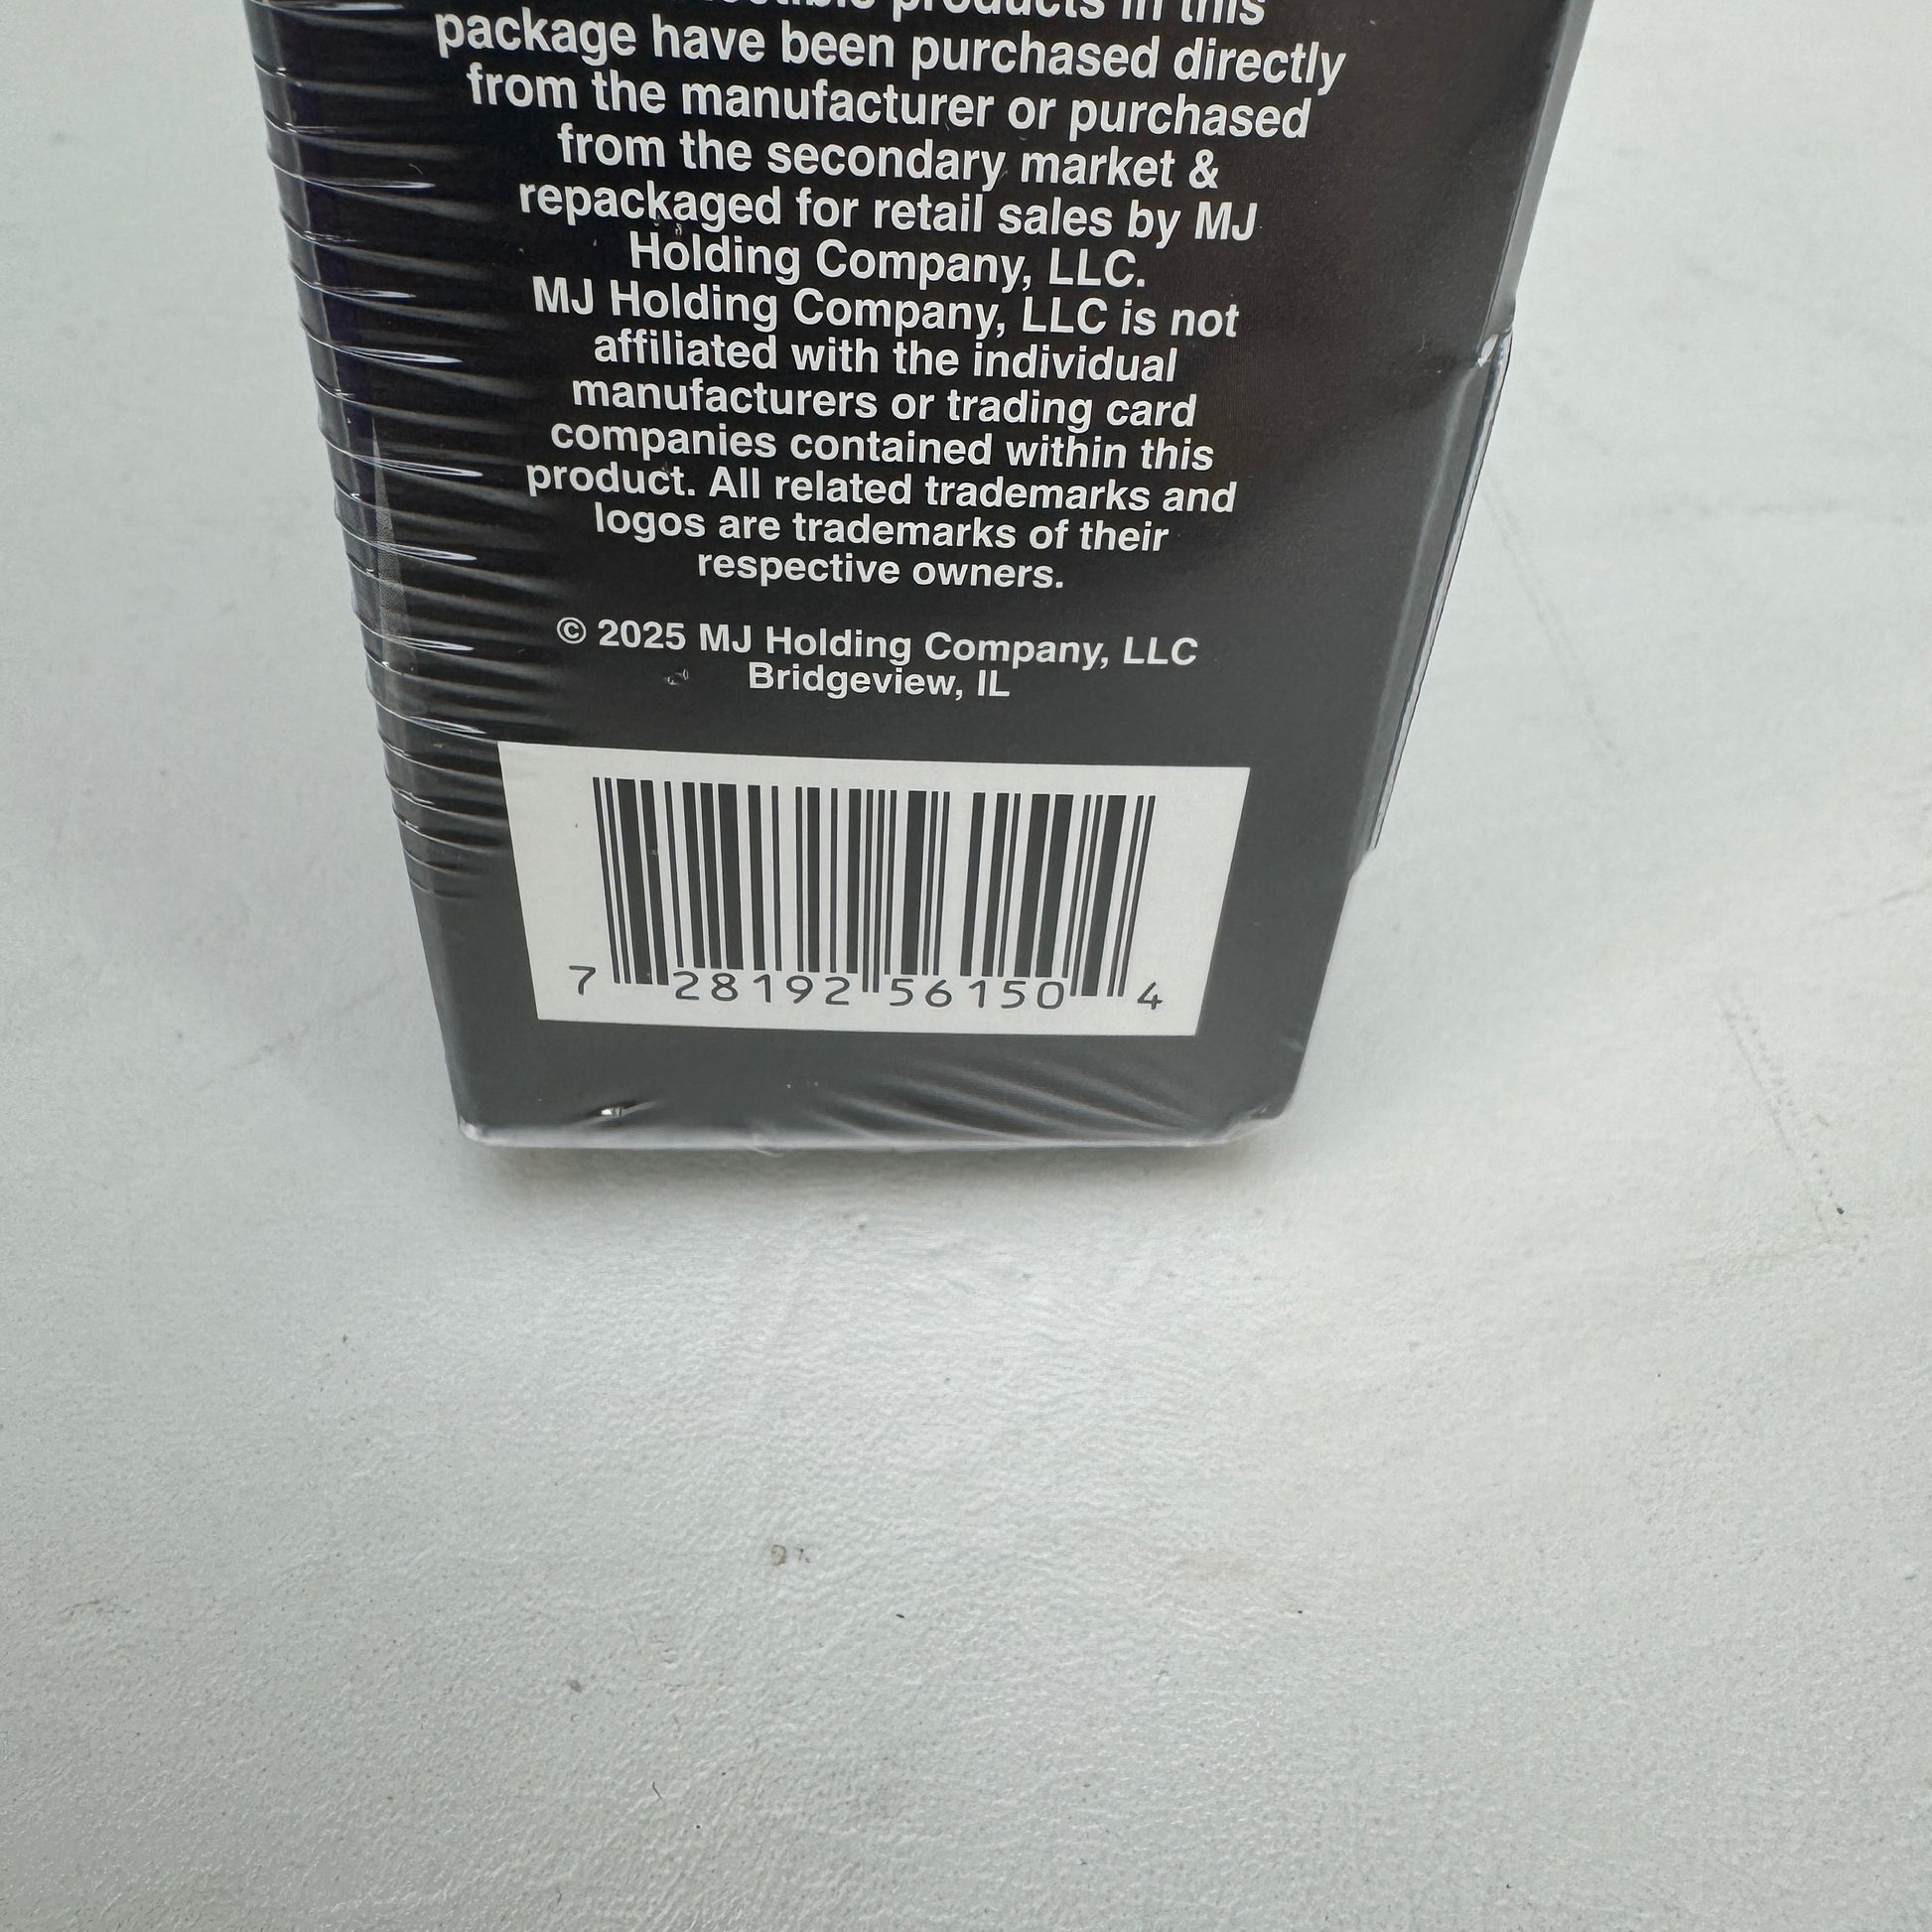 products in this
package have been purchased directly
from the manufacturer or purchased
from the secondary market &
repackaged for retail sales by MJ
Holding Company, LLC.
MJ Holding Company, LLC is not
affiliated with the individual
manufacturers or trading card
companies contained within this
product. All related trademarks and
logos are trademarks of their
respective owners.
© 2025 MJ Holding Company, LLC
Bridgeview, IL
7 28192 56150 4